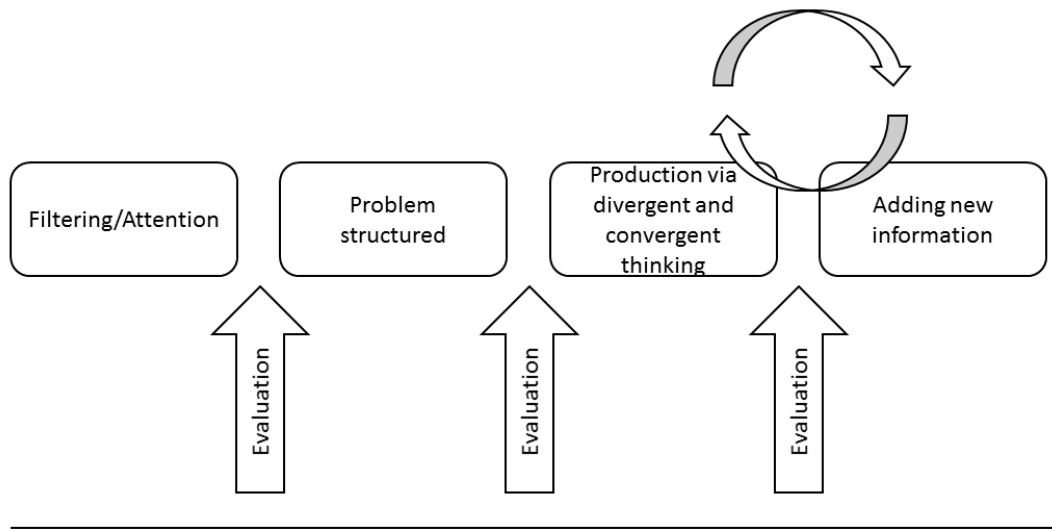 Filtering/Attention
Problem
structured
Production via
divergent and
convergent
thinking
Adding new
information
Evaluation
Evaluation
Evaluation